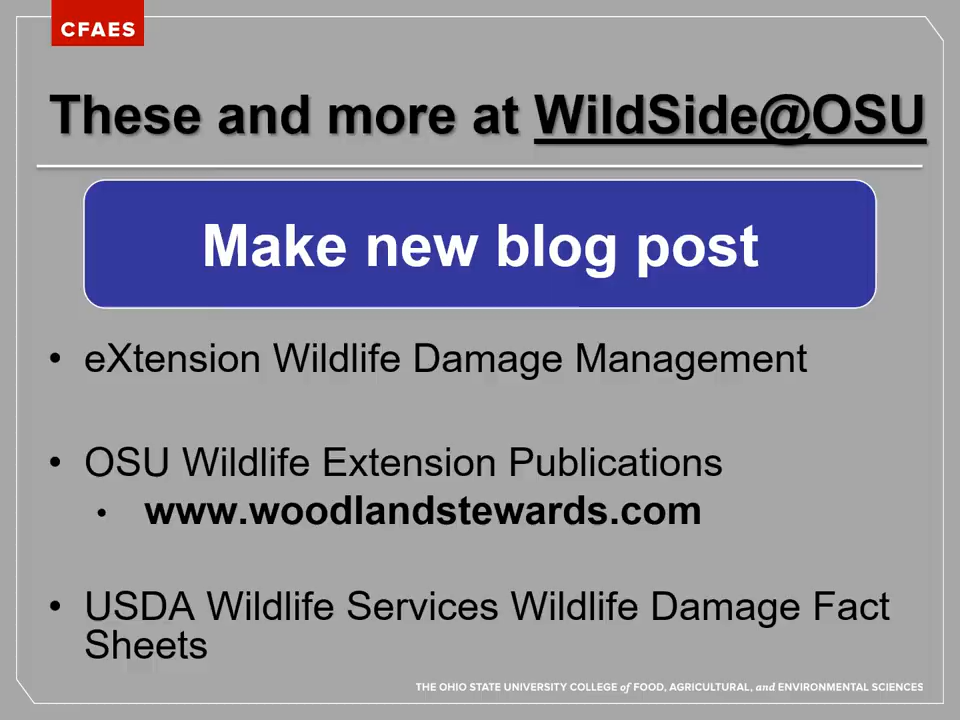 CFAES
These and more at WildSide@OSU
Make new blog post
• eXtension Wildlife Damage Management
• OSU Wildlife Extension Publications
• www.woodlandstewards.com
• USDA Wildlife Services Wildlife Damage Fact
Sheets
THE OHIO STATE UNIVERSITY COLLEGE of FOOD, AGRICULTURAL, and ENVIRONMENTAL SCIENCES